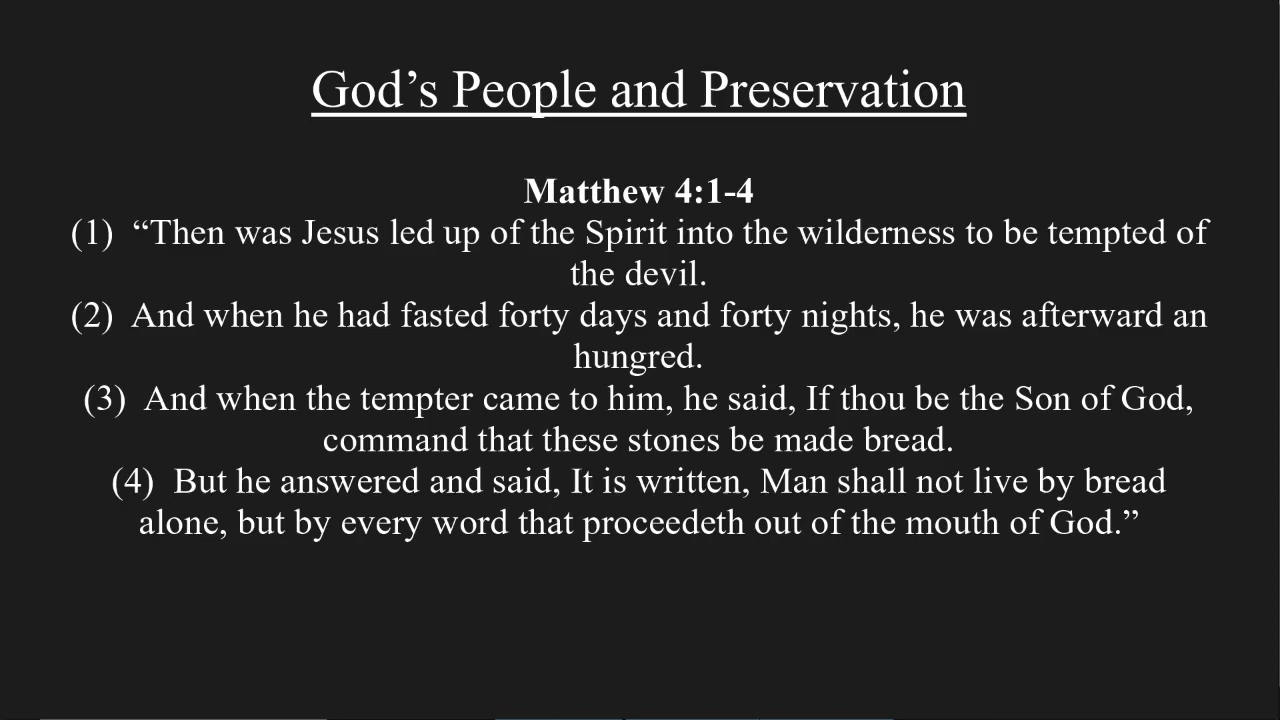 God’s People and Preservation
Matthew 4:1-4
(1)  “Then was Jesus led up of the Spirit into the wilderness to be tempted of
the devil.
(2)  And when he had fasted forty days and forty nights, he was afterward an
hungred.
(3)  And when the tempter came to him, he said, If thou be the Son of God,
command that these stones be made bread.
(4)  But he answered and said, It is written, Man shall not live by bread
alone, but by every word that proceedeth out of the mouth of God.”